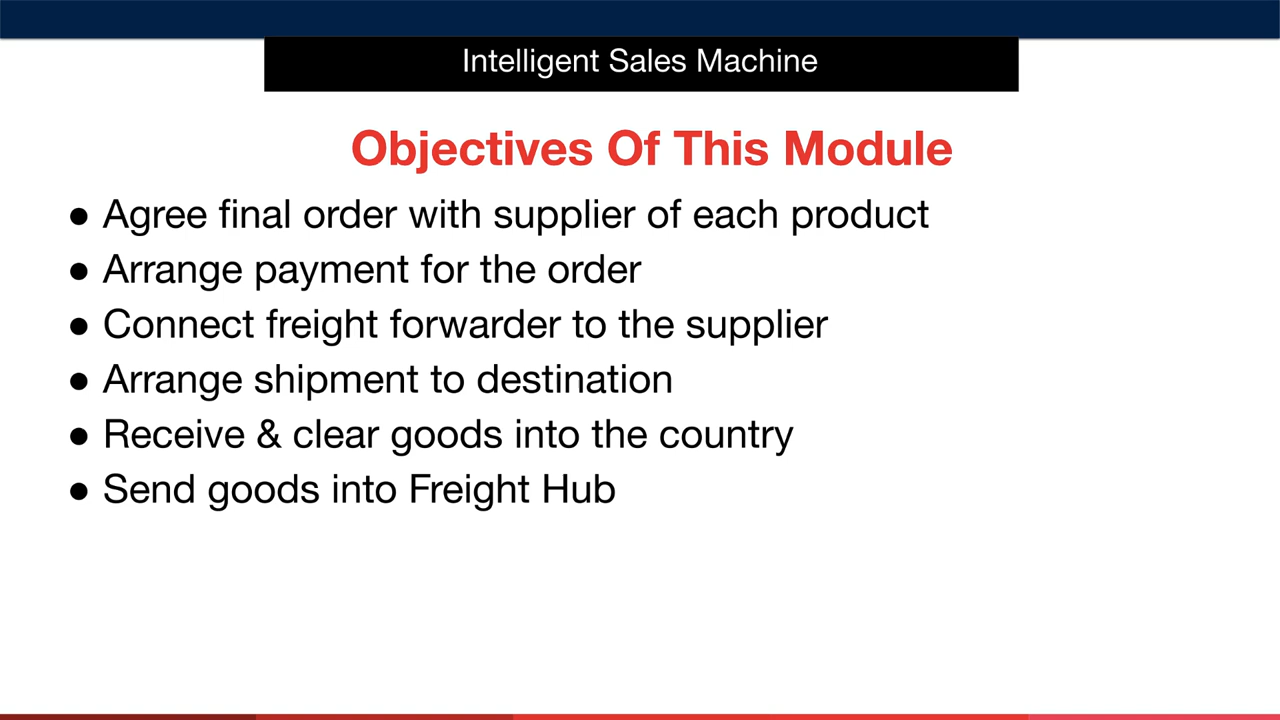 Intelligent Sales Machine
Objectives Of This Module
● Agree final order with supplier of each product
● Arrange payment for the order
● Connect freight forwarder to the supplier
● Arrange shipment to destination
● Receive & clear goods into the country
● Send goods into Freight Hub